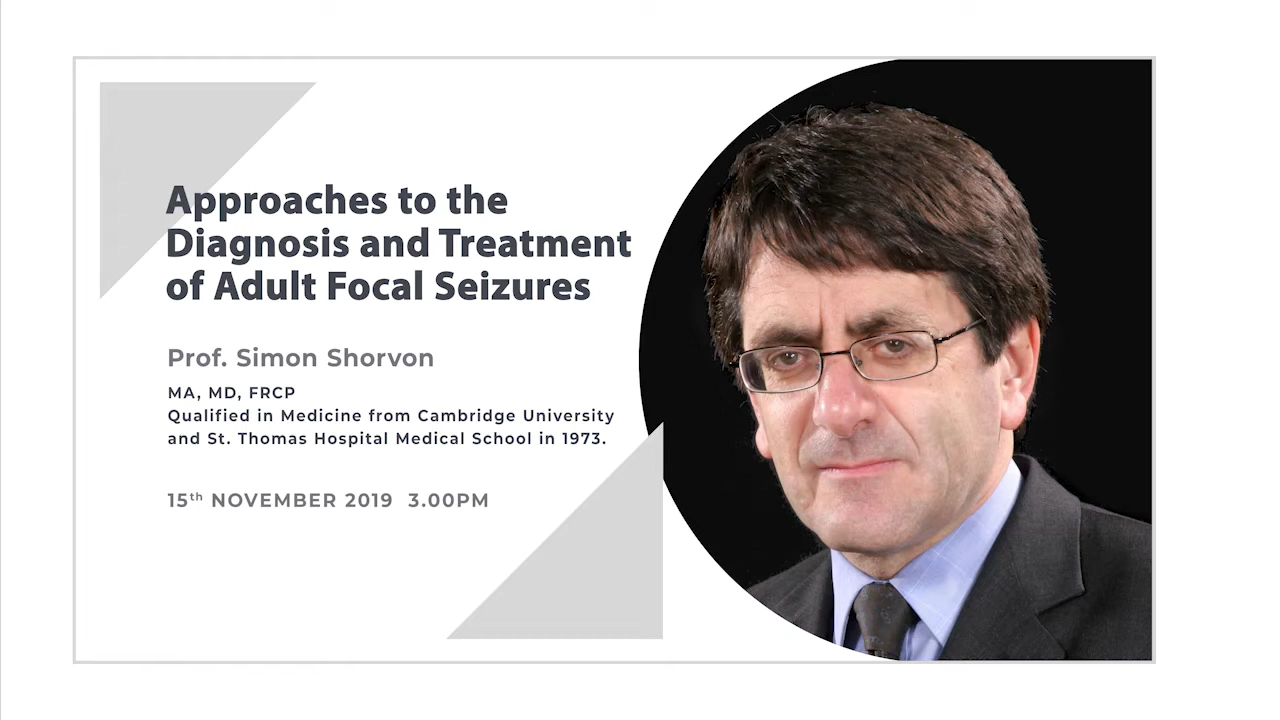 Approaches to the
Diagnosis and Treatment
of Adult Focal Seizures
Prof. Simon Shorvon
MA, MD, FRCP
Qualified in Medicine from Cambridge University
and St. Thomas Hospital Medical School in 1973.
15th NOVEMBER 2019 3.00PM